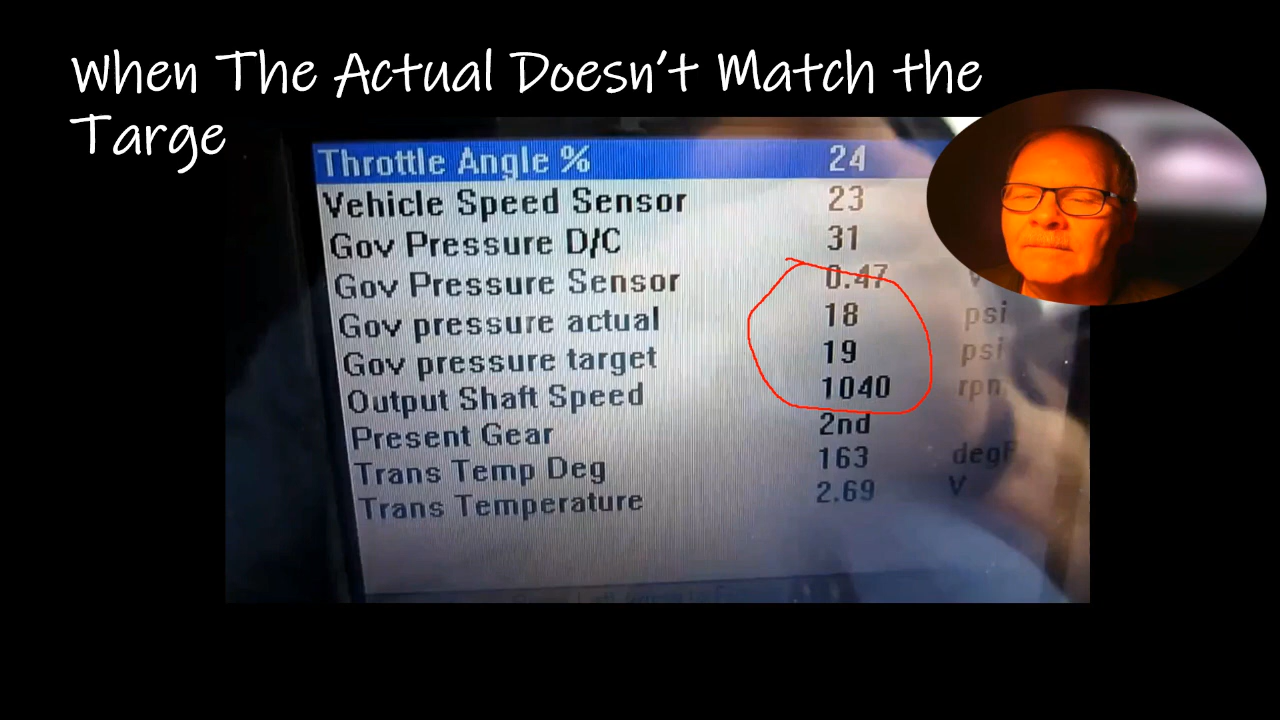 When The Actual Doesn't Match the
Targe
Throttle Angle % 24
Vehicle Speed Sensor 23
Gov Pressure D/C 31
Gov Pressure Sensor 0.47 V
Gov pressure actual 18 psi
Gov pressure target 19 psi
Output Shaft Speed 1040 rpm
Present Gear 2nd
Trans Temp Deg 163 degF
Trans Temperature 2.69 V